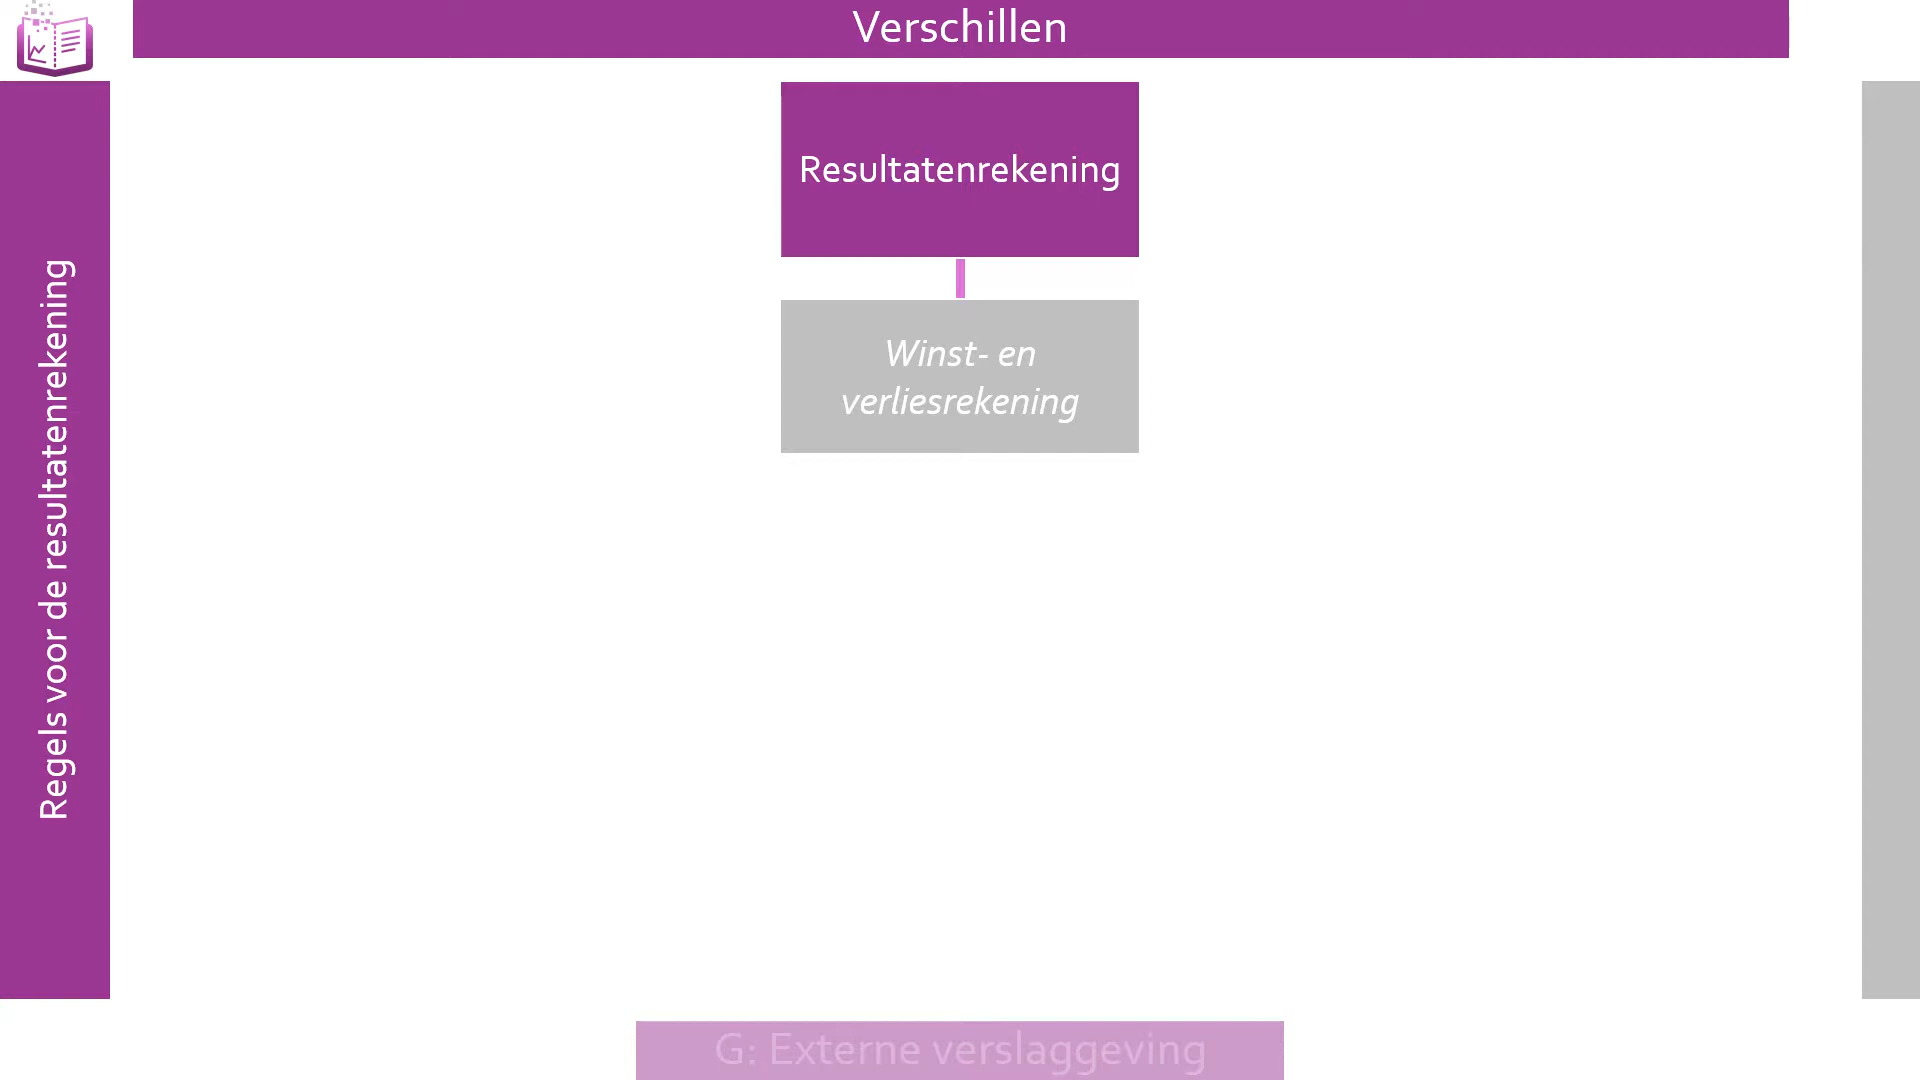 Verschillen
Resultatenrekening
Winst- en
verliesrekening
Regels voor de resultatenrekening
G: Externe verslaggeving